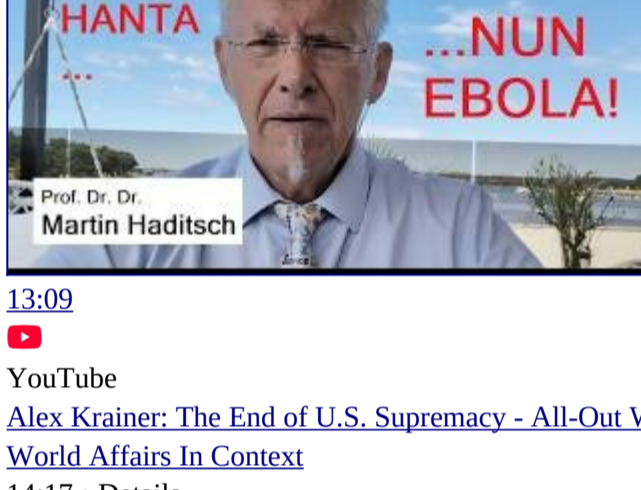 HANTA
...
...NUN
EBOLA!
Prof. Dr. Dr.
Martin Haditsch
13:09
YouTube
Alex Krainer: The End of U.S. Supremacy - All-Out
World Affairs In Context